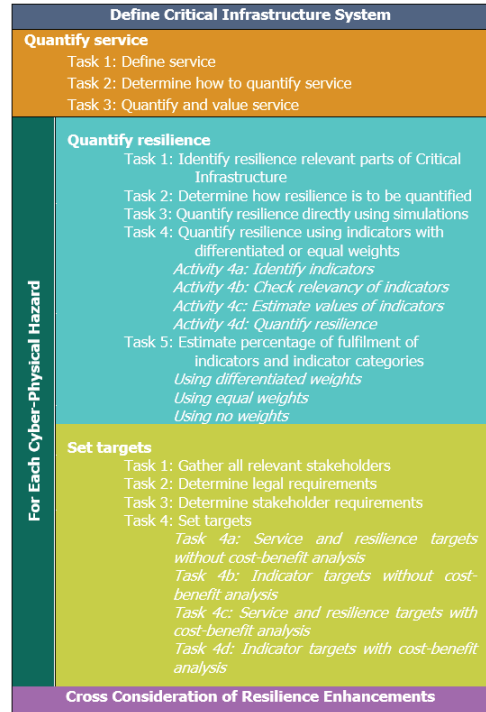 Define Critical Infrastructure System
Quantify service
Task 1: Define service
Task 2: Determine how to quantify service
Task 3: Quantify and value service
For Each Cyber-Physical Hazard
Quantify resilience
Task 1: Identify resilience relevant parts of Critical
Infrastructure
Task 2: Determine how resilience is to be quantified
Task 3: Quantify resilience directly using simulations
Task 4: Quantify resilience using indicators with
differentiated or equal weights
Activity 4a: Identify indicators
Activity 4b: Check relevancy of indicators
Activity 4c: Estimate values of indicators
Activity 4d: Quantify resilience
Task 5: Estimate percentage of fulfilment of
indicators and indicator categories
Using differentiated weights
Using equal weights
Using no weights
Set targets
Task 1: Gather all relevant stakeholders
Task 2: Determine legal requirements
Task 3: Determine stakeholder requirements
Task 4: Set targets
Task 4a: Service and resilience targets
without cost-benefit analysis
Task 4b: Indicator targets without cost-
benefit analysis
Task 4c: Service and resilience targets with
cost-benefit analysis
Task 4d: Indicator targets with cost-benefit
analysis
Cross Consideration of Resilience Enhancements